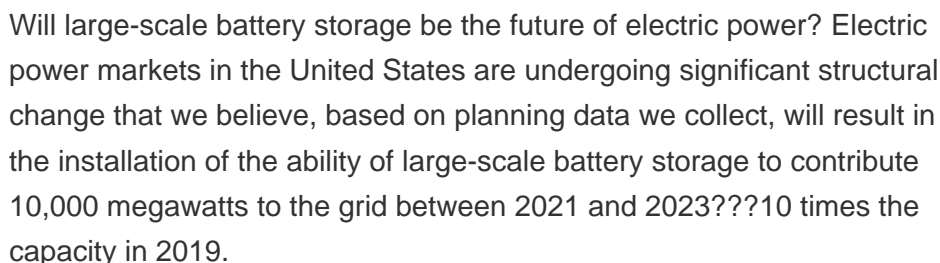 Will large-scale battery storage be the future of electric power? Electric
power markets in the United States are undergoing significant structural
change that we believe, based on planning data we collect, will result in
the installation of the ability of large-scale battery storage to contribute
10,000 megawatts to the grid between 2021 and 2023???10 times the
capacity in 2019.